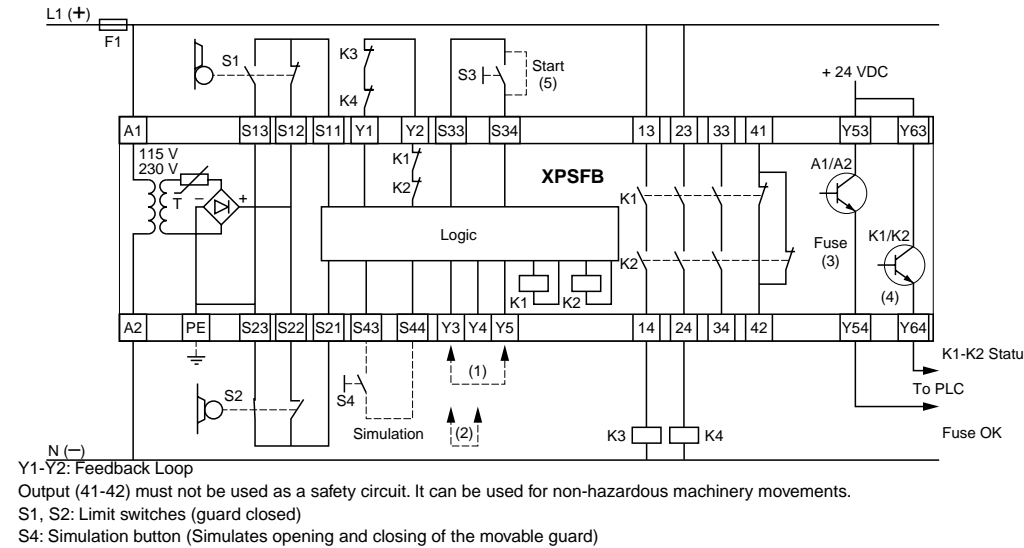 L1 (+)
F1
S1
K3
K4
S3
Start
(5)
+ 24 VDC
A1 S13 S12 S11 Y1 Y2 S33 S34 13 23 33 41 Y53 Y63
115 V
230 V
T
–
+
K1
K2
XPSFB
Logic
K1
K2
K1
K2
A1/A2
Fuse
(3)
K1/K2
(4)
A2 PE S23 S22 S21 S43 S44 Y3 Y4 Y5 14 24 34 42 Y54 Y64
K1-K2 Statu
To PLC
Fuse OK
S2
S4
Simulation
(1)
(2)
K3
K4
N (–)
Y1-Y2: Feedback Loop
Output (41-42) must not be used as a safety circuit. It can be used for non-hazardous machinery movements.
S1, S2: Limit switches (guard closed)
S4: Simulation button (Simulates opening and closing of the movable guard)